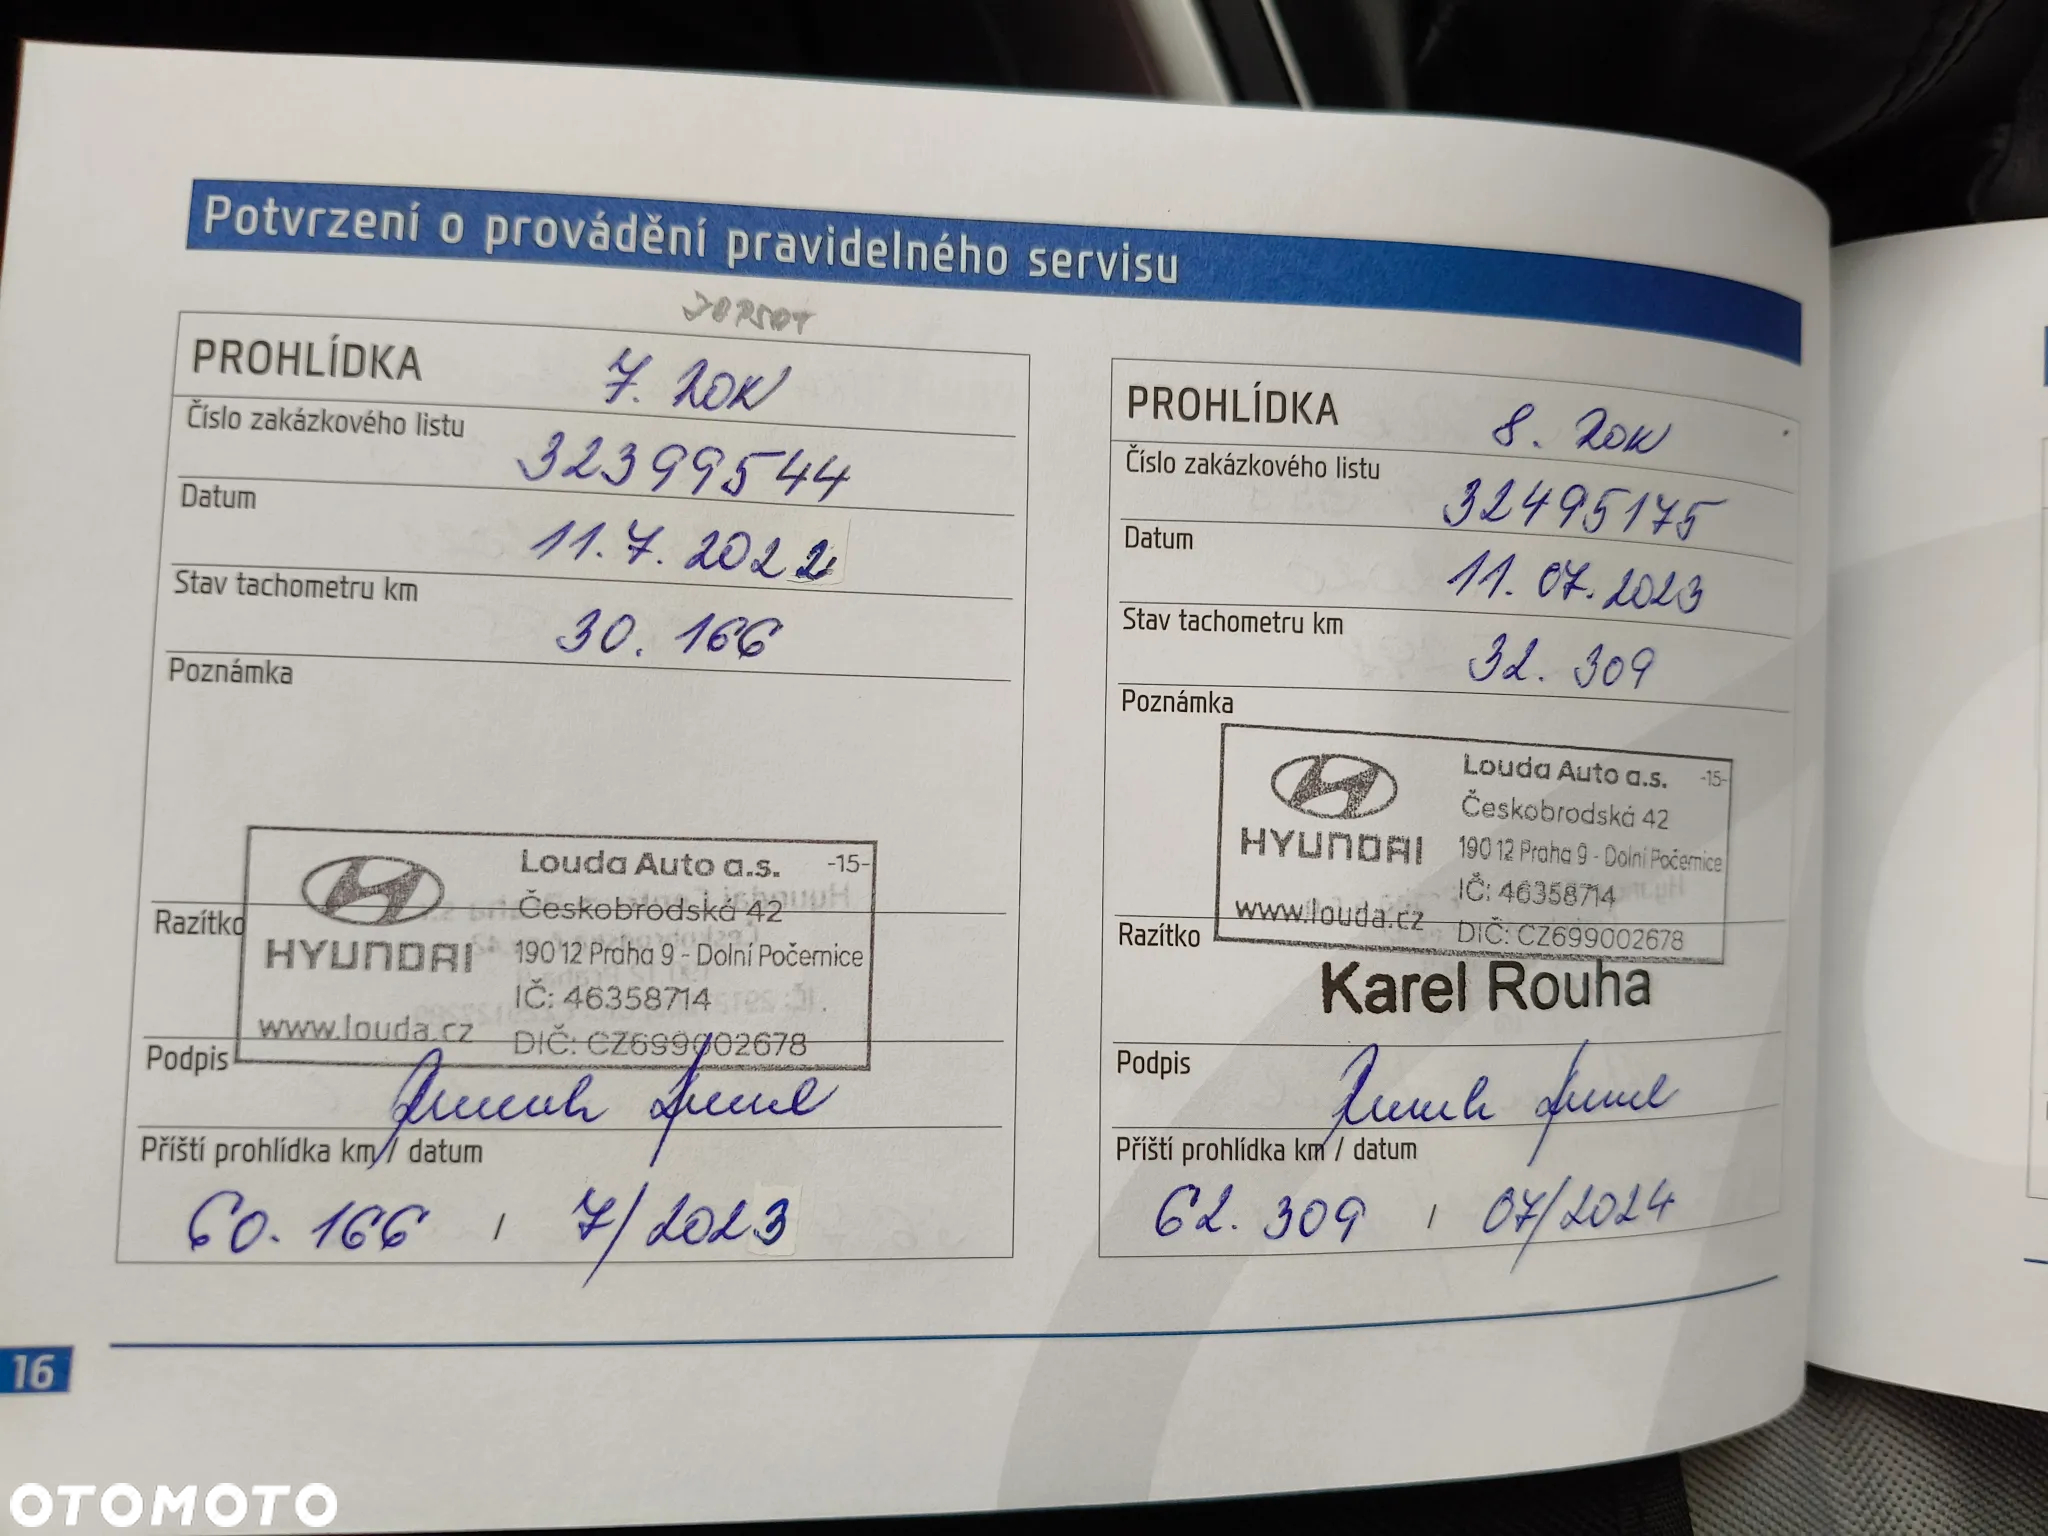 Potvrzení o provádění pravidelného servisu
PROHLÍDKA 7. ROK
Číslo zakázkového listu 32399544
Datum 11.7.2022
Stav tachometru km 30.166
Poznámka
Louda Auto a.s. -15-
Českobrodská 42
HYUNDAI 190 12 Praha 9 - Dolní Počernice
IČ: 46358714
www.louda.cz DIČ: CZ699002678
Razítko
Podpis
Příští prohlídka km / datum
60.166 / 7/2023
PROHLÍDKA 8. ROK
Číslo zakázkového listu 32495175
Datum 11.07.2023
Stav tachometru km 32.309
Poznámka
Louda Auto a.s. -15-
Českobrodská 42
HYUNDAI 190 12 Praha 9 - Dolní Počernice
IČ: 46358714
www.louda.cz DIČ: CZ699002678
Razítko
Karel Rouha
Podpis
Příští prohlídka km / datum
62.309 / 07/2024
16
OTOMOTO